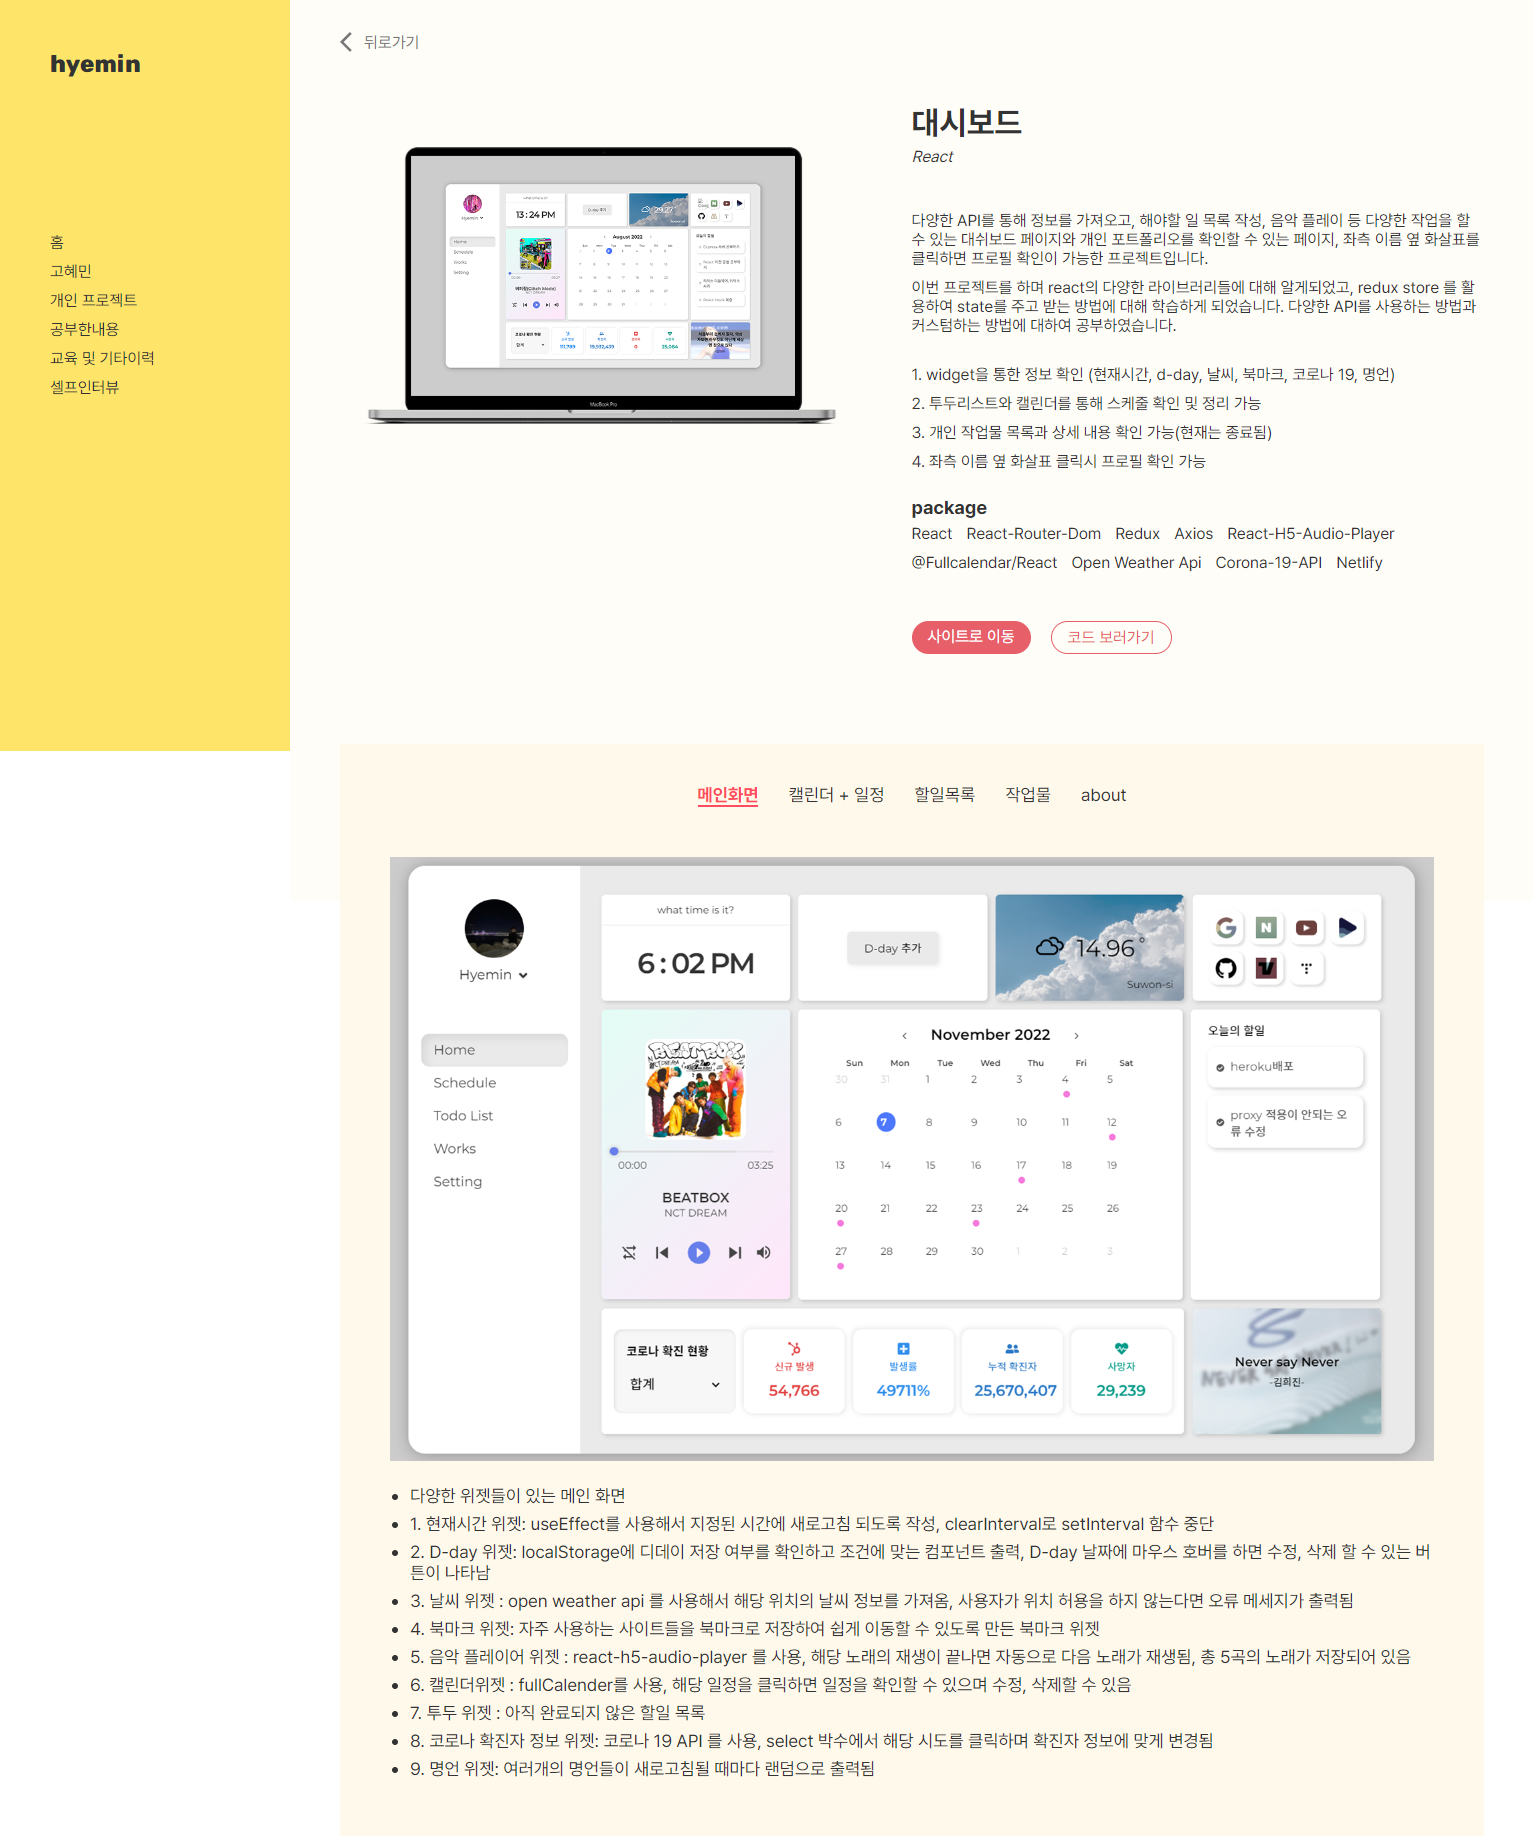 hyemin
홈
고혜민
개인 프로젝트
공부한내용
교육 및 기타이력
셀프인터뷰
뒤로가기
13 : 24 PM
D-day 추가
29.27
Hyemin
Home
Schedule
Works
Setting
August 2022
MacBook Pro
대시보드
React
다양한 API를 통해 정보를 가져오고, 해야할 일 목록 작성, 음악 플레이 등 다양한 작업을 할
수 있는 대쉬보드 페이지와 개인 포트폴리오를 확인할 수 있는 페이지, 좌측 이름 옆 화살표를
클릭하면 프로필 확인이 가능한 프로젝트입니다.
이번 프로젝트를 하며 react의 다양한 라이브러리들에 대해 알게되었고, redux store 를 활
용하여 state를 주고 받는 방법에 대해 학습하게 되었습니다. 다양한 API를 사용하는 방법과
커스텀하는 방법에 대하여 공부하였습니다.
1. widget을 통한 정보 확인 (현재시간, d-day, 날씨, 북마크, 코로나 19, 명언)
2. 투두리스트와 캘린더를 통해 스케줄 확인 및 정리 가능
3. 개인 작업물 목록과 상세 내용 확인 가능(현재는 종료됨)
4. 좌측 이름 옆 화살표 클릭시 프로필 확인 가능
package
React React-Router-Dom Redux Axios React-H5-Audio-Player
@Fullcalendar/React Open Weather Api Corona-19-API Netlify
사이트로 이동 코드 보러가기
메인화면 캘린더 + 일정 할일목록 작업물 about
Hyemin
Home
Schedule
Todo List
Works
Setting
what time is it?
6 : 02 PM
D-day 추가
14.96°
Suwon-si
BEATBOX
00:00 03:25
BEATBOX
NCT DREAM
November 2022
Sun Mon Tue Wed Thu Fri Sat
30 31 1 2 3 4 5
6 7 8 9 10 11 12
13 14 15 16 17 18 19
20 21 22 23 24 25 26
27 28 29 30 1 2 3
오늘의 할일
heroku배포
proxy 적용이 안되는 오
류 수정
코로나 확진 현황
합계
신규 발생
54,766
발생률
49711%
누적 확진자
25,670,407
사망자
29,239
Never say Never
-김희진-
다양한 위젯들이 있는 메인 화면
1. 현재시간 위젯: useEffect를 사용해서 지정된 시간에 새로고침 되도록 작성, clearInterval로 setInterval 함수 중단
2. D-day 위젯: localStorage에 디데이 저장 여부를 확인하고 조건에 맞는 컴포넌트 출력, D-day 날짜에 마우스 호버를 하면 수정, 삭제 할 수 있는 버
튼이 나타남
3. 날씨 위젯 : open weather api 를 사용해서 해당 위치의 날씨 정보를 가져옴, 사용자가 위치 허용을 하지 않는다면 오류 메세지가 출력됨
4. 북마크 위젯: 자주 사용하는 사이트들을 북마크로 저장하여 쉽게 이동할 수 있도록 만든 북마크 위젯
5. 음악 플레이어 위젯 : react-h5-audio-player 를 사용, 해당 노래의 재생이 끝나면 자동으로 다음 노래가 재생됨, 총 5곡의 노래가 저장되어 있음
6. 캘린더위젯 : fullCalender를 사용, 해당 일정을 클릭하면 일정을 확인할 수 있으며 수정, 삭제할 수 있음
7. 투두 위젯 : 아직 완료되지 않은 할일 목록
8. 코로나 확진자 정보 위젯: 코로나 19 API 를 사용, select 박수에서 해당 시도를 클릭하며 확진자 정보에 맞게 변경됨
9. 명언 위젯: 여러개의 명언들이 새로고침될 때마다 랜덤으로 출력됨